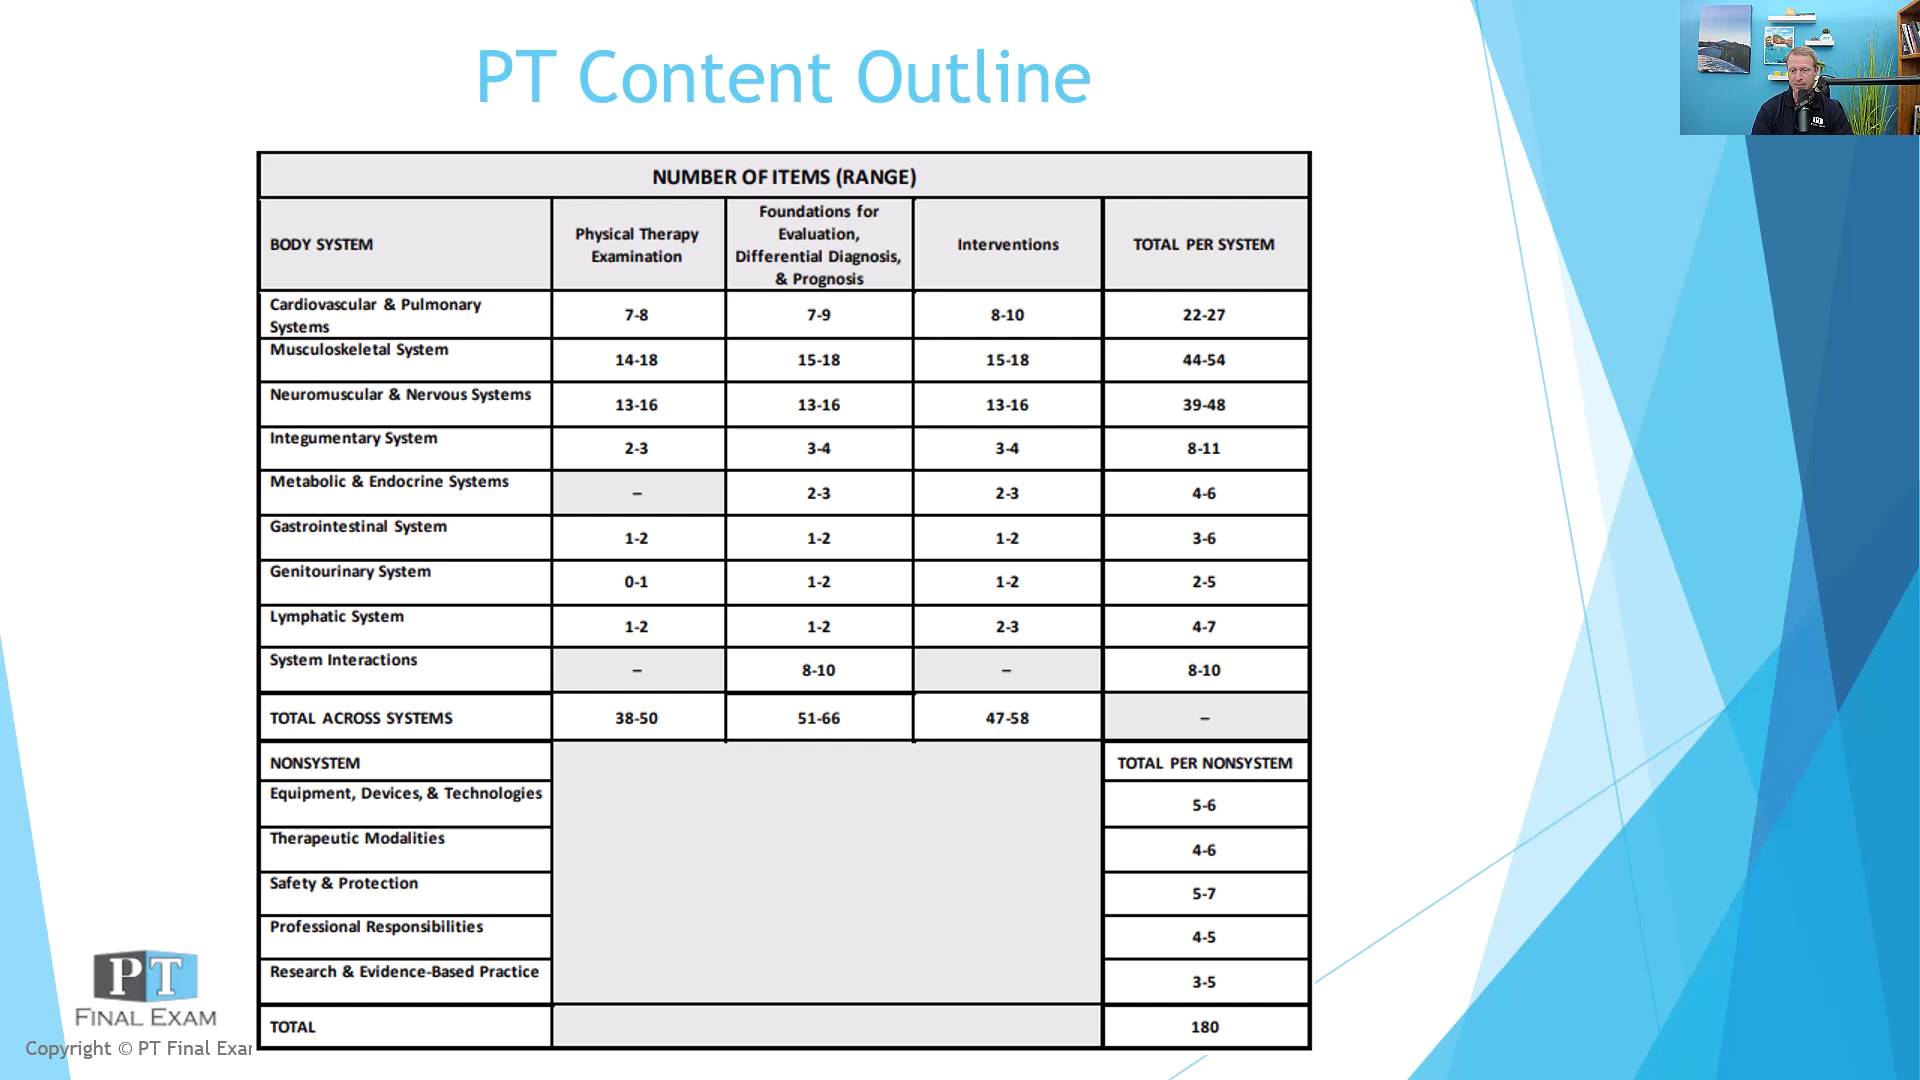 PT Content Outline
NUMBER OF ITEMS (RANGE)
BODY SYSTEM
Physical Therapy
Examination
Foundations for
Evaluation,
Differential Diagnosis,
& Prognosis
Interventions
TOTAL PER SYSTEM
Cardiovascular & Pulmonary
Systems
7-8
7-9
8-10
22-27
Musculoskeletal System
14-18
15-18
15-18
44-54
Neuromuscular & Nervous Systems
13-16
13-16
13-16
39-48
Integumentary System
2-3
3-4
3-4
8-11
Metabolic & Endocrine Systems
–
2-3
2-3
4-6
Gastrointestinal System
1-2
1-2
1-2
3-6
Genitourinary System
0-1
1-2
1-2
2-5
Lymphatic System
1-2
1-2
2-3
4-7
System Interactions
–
8-10
–
8-10
TOTAL ACROSS SYSTEMS
38-50
51-66
47-58
–
NONSYSTEM
TOTAL PER NONSYSTEM
Equipment, Devices, & Technologies
5-6
Therapeutic Modalities
4-6
Safety & Protection
5-7
Professional Responsibilities
4-5
Research & Evidence-Based Practice
3-5
TOTAL
180
PT
FINAL EXAM
Copyright © PT Final Exar
PT